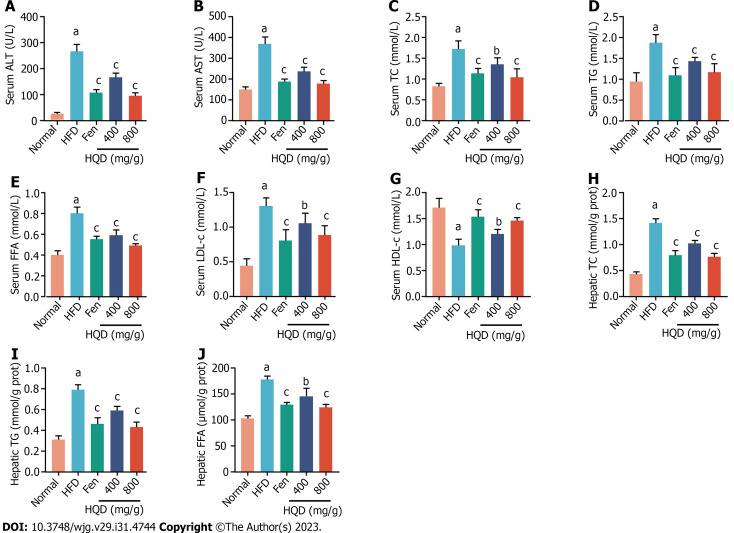 A
Serum ALT (U/L)
400
300
200
100
0
a
c
c
c
Normal
HFD
Fen
400
800
HQD (mg/g)
B
Serum AST (U/L)
500
400
300
200
100
0
a
c
c
c
Normal
HFD
Fen
400
800
HQD (mg/g)
C
Serum TC (mmol/L)
2.5
2.0
1.5
1.0
0.5
0.0
a
c
b
c
Normal
HFD
Fen
400
800
HQD (mg/g)
D
Serum TG (mmol/L)
2.5
2.0
1.5
1.0
0.5
0.0
a
c
c
c
Normal
HFD
Fen
400
800
HQD (mg/g)
E
Serum FFA (mmol/L)
1.0
0.8
0.6
0.4
0.2
0.0
a
c
c
c
Normal
HFD
Fen
400
800
HQD (mg/g)
F
Serum LDL-c (mmol/L)
1.5
1.0
0.5
0.0
a
c
b
c
Normal
HFD
Fen
400
800
HQD (mg/g)
G
Serum HDL-c (mmol/L)
2.0
1.5
1.0
0.5
0.0
a
c
b
c
Normal
HFD
Fen
400
800
HQD (mg/g)
H
Hepatic TC (mmol/g prot)
2.0
1.5
1.0
0.5
0.0
a
c
c
c
Normal
HFD
Fen
400
800
HQD (mg/g)
I
Hepatic TG (mmol/g prot)
1.0
0.8
0.6
0.4
0.2
0.0
a
c
c
c
Normal
HFD
Fen
400
800
HQD (mg/g)
J
Hepatic FFA (μmol/g prot)
200
150
100
50
0
a
c
b
c
Normal
HFD
Fen
400
800
HQD (mg/g)
DOI: 10.3748/wjg.v29.i31.4744 Copyright ©The Author(s) 2023.